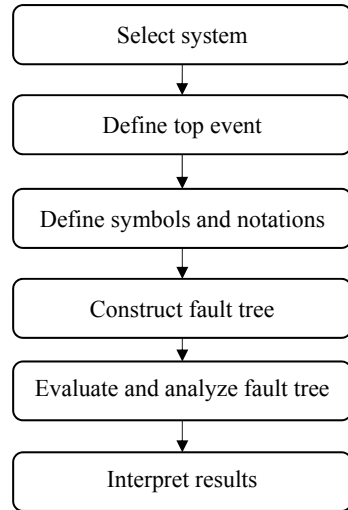 Select system
Define top event
Define symbols and notations
Construct fault tree
Evaluate and analyze fault tree
Interpret results